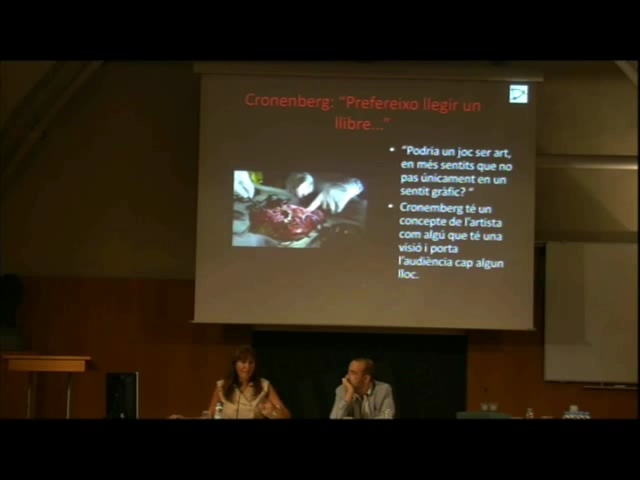 Cronenberg: “Prefereixo llegir un
llibre...”
• “Podria un joc ser art,
en més sentits que no
pas únicament en un
sentit gràfic? “
• Cronemberg té un
concepte de l’artista
com algú que té una
visió i porta
l’audiència cap algun
lloc.